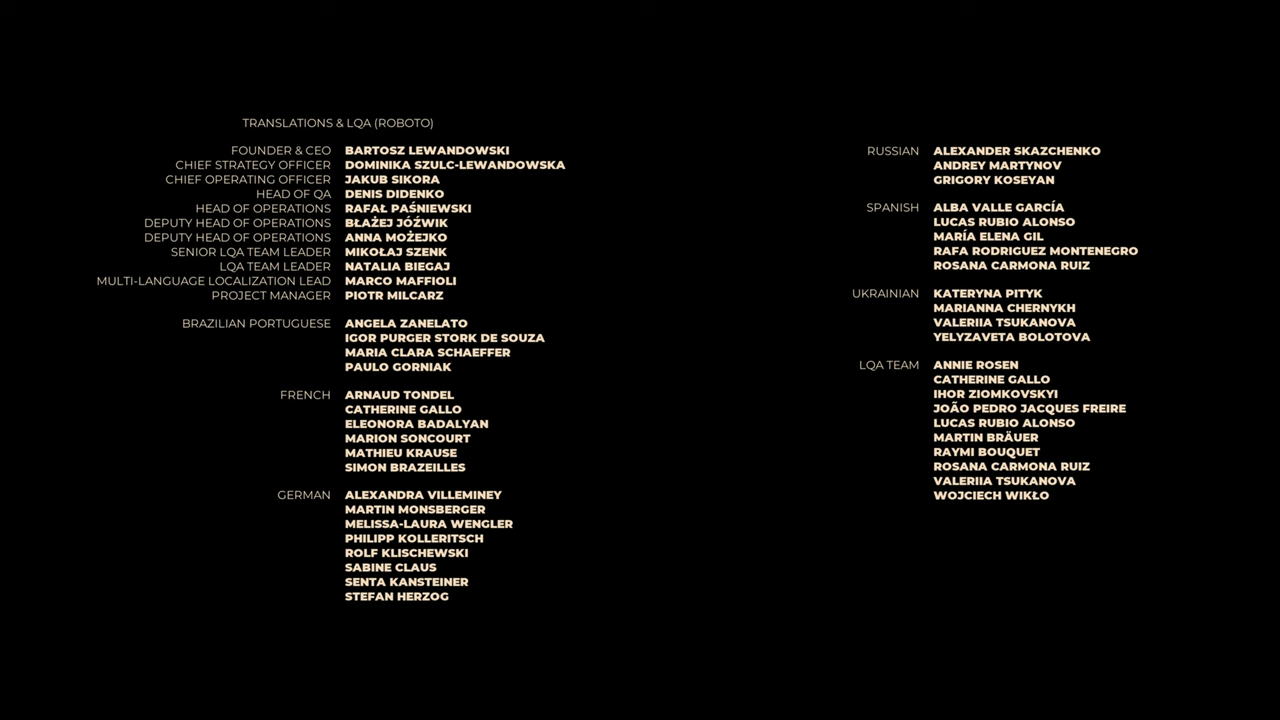 TRANSLATIONS & LQA (ROBOTO)
FOUNDER & CEO BARTOSZ LEWANDOWSKI
CHIEF STRATEGY OFFICER DOMINIKA SZULC-LEWANDOWSKA
CHIEF OPERATING OFFICER JAKUB SIKORA
HEAD OF QA DENIS DIDENKO
HEAD OF OPERATIONS RAFAŁ PAŚNIEWSKI
DEPUTY HEAD OF OPERATIONS BŁAŻEJ JÓŹWIK
DEPUTY HEAD OF OPERATIONS ANNA MOŻEJKO
SENIOR LQA TEAM LEADER MIKOŁAJ SZENK
LQA TEAM LEADER NATALIA BIEGAJ
MULTI-LANGUAGE LOCALIZATION LEAD MARCO MAFFIOLI
PROJECT MANAGER PIOTR MILCARZ
BRAZILIAN PORTUGUESE ANGELA ZANELATO
IGOR PURGER STORK DE SOUZA
MARIA CLARA SCHAEFFER
PAULO GORNIAK
FRENCH ARNAUD TONDEL
CATHERINE GALLO
ELEONORA BADALYAN
MARION SONCOURT
MATHIEU KRAUSE
SIMON BRAZEILLES
GERMAN ALEXANDRA VILLEMINEY
MARTIN MONSBERGER
MELISSA-LAURA WENGLER
PHILIPP KOLLERITSCH
ROLF KLISCHEWSKI
SABINE CLAUS
SENTA KANSTEINER
STEFAN HERZOG
RUSSIAN ALEXANDER SKAZCHENKO
ANDREY MARTYNOV
GRIGORY KOSEYAN
SPANISH ALBA VALLE GARCÍA
LUCAS RUBIO ALONSO
MARÍA ELENA GIL
RAFA RODRIGUEZ MONTENEGRO
ROSANA CARMONA RUIZ
UKRAINIAN KATERYNA PITYK
MARIANNA CHERNYKH
VALERIIA TSUKANOVA
YELYZAVETA BOLOTOVA
LQA TEAM ANNIE ROSEN
CATHERINE GALLO
IHOR ZIOMKOVSKYI
JOÃO PEDRO JACQUES FREIRE
LUCAS RUBIO ALONSO
MARTIN BRÄUER
RAYMI BOUQUET
ROSANA CARMONA RUIZ
VALERIIA TSUKANOVA
WOJCIECH WIKŁO